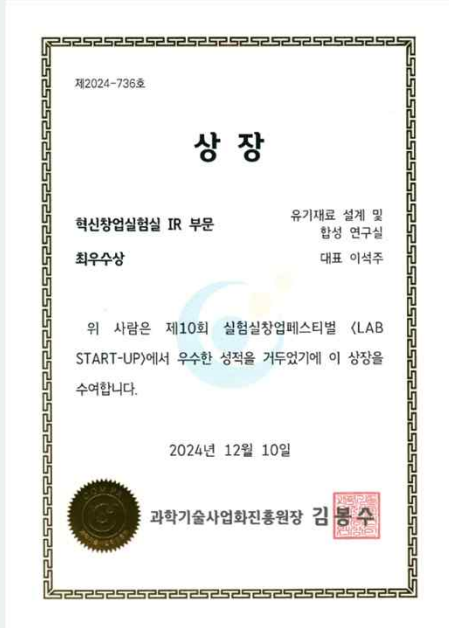 제2024-736호
상 장
혁신창업실험실 IR 부문
최우수상
유기재료 설계 및
합성 연구실
대표 이석주
위 사람은 제10회 실험실창업페스티벌 〈LAB
START-UP〉에서 우수한 성적을 거두었기에 이 상장을
수여합니다.
2024년 12월 10일
과학기술사업화진흥원장 김봉수